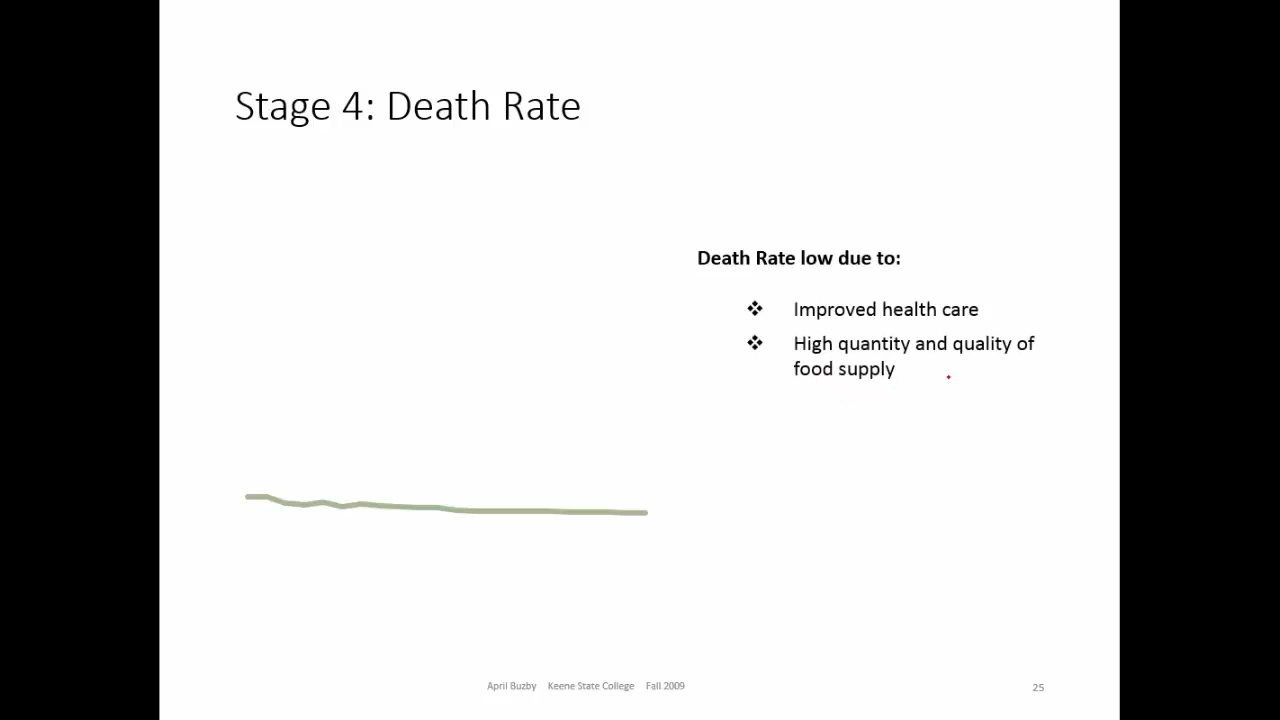 Stage 4: Death Rate
Death Rate low due to:
❖ Improved health care
❖ High quantity and quality of
food supply
April Buzby Keene State College Fall 2009
25